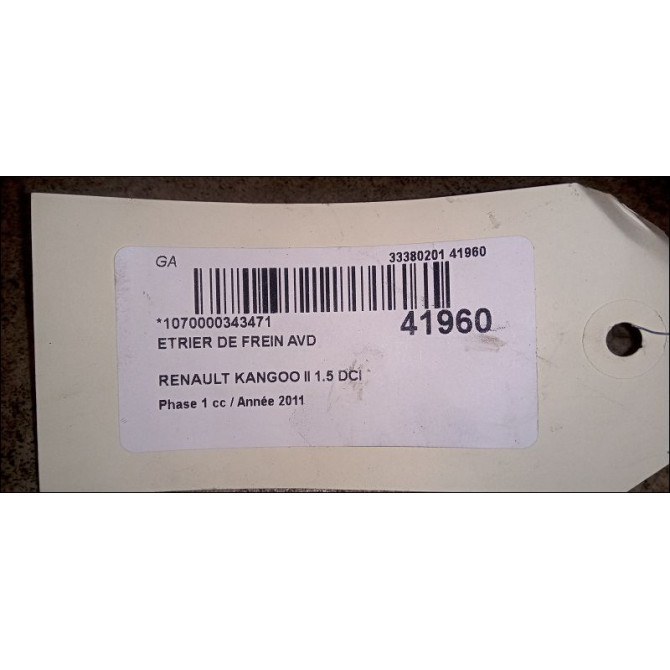 GA 33380201 41960
*1070000343471 41960
ETRIER DE FREIN AVD
RENAULT KANGOO II 1.5 DCI
Phase 1 cc / Année 2011